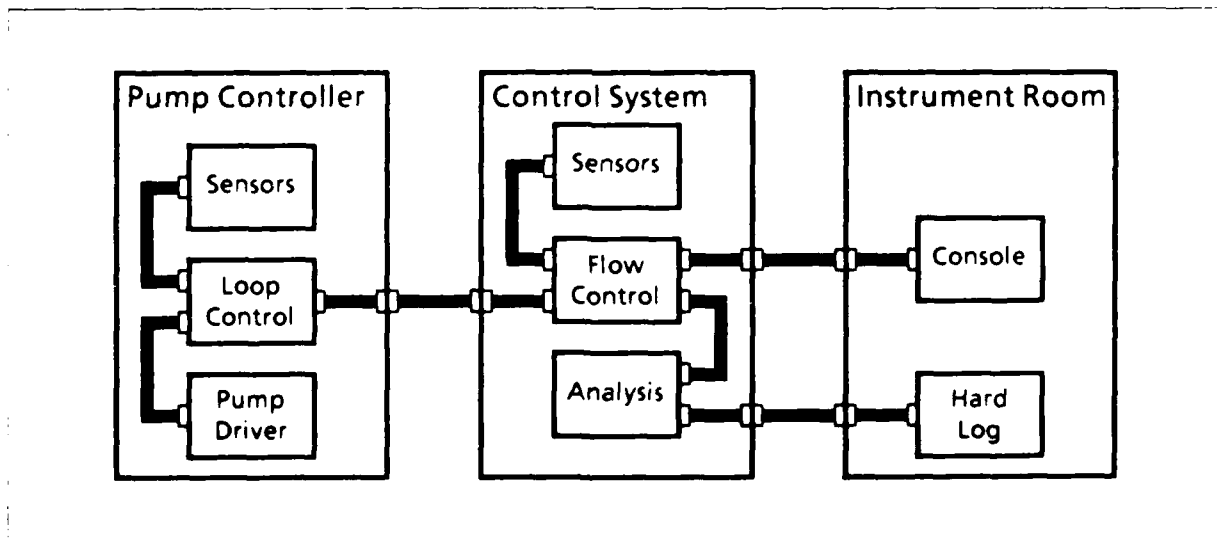 Pump Controller
Sensors
Loop
Control
Pump
Driver
Control System
Sensors
Flow
Control
Analysis
Instrument Room
Console
Hard
Log